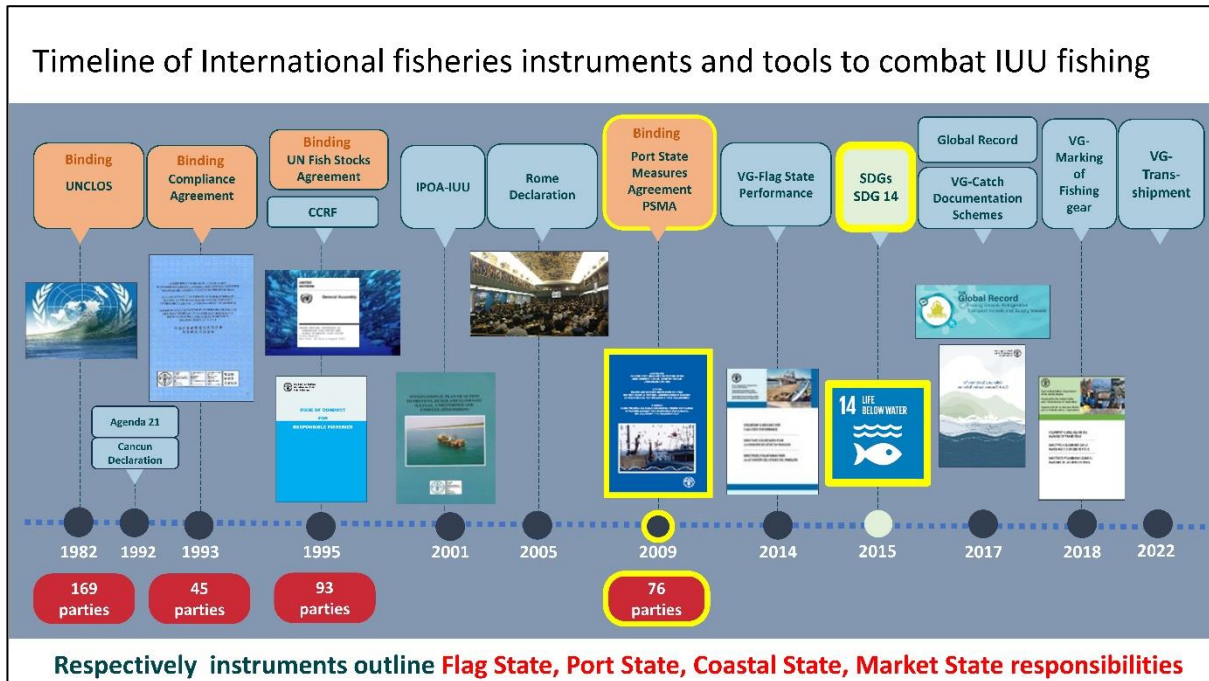 Timeline of International fisheries instruments and tools to combat IUU fishing
Binding
UNCLOS
Binding
Compliance
Agreement
Binding
UN Fish Stocks
Agreement
CCRF
IPOA-IUU
Rome
Declaration
Binding
Port State
Measures
Agreement
PSMA
VG-Flag State
Performance
SDGs
SDG 14
Global Record
VG-Catch
Documentation
Schemes
VG-
Marking
of
Fishing
gear
VG-
Trans-
shipment
Agenda 21
Cancun
Declaration
General Assembly
CODE OF CONDUCT
FOR
RESPONSIBLE FISHERIES
14 LIFE
BELOW WATER
Global Record
1982
1992
1993
1995
2001
2005
2009
2014
2015
2017
2018
2022
169
parties
45
parties
93
parties
76
parties
Respectively instruments outline Flag State, Port State, Coastal State, Market State responsibilities